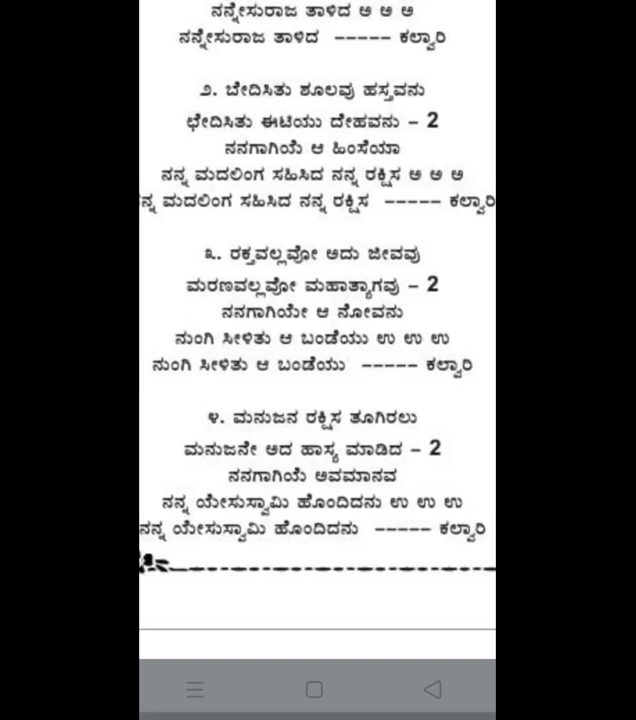 ನನ್ನೇಸುರಾಜ ತಾಳಿದ ಅ ಅ ಅ
ನನ್ನೇಸುರಾಜ ತಾಳಿದ ----- ಕಲ್ವಾರಿ
೨. ಬೇದಿಸಿತು ಶೂಲವು ಹಸ್ತವನು
ಛೇದಿಸಿತು ಈಟಿಯು ದೇಹವನು - 2
ನನಗಾಗಿಯೆ ಆ ಹಿಂಸೆಯಾ
ನನ್ನ ಮದಲಿಂಗ ಸಹಿಸಿದ ನನ್ನ ರಕ್ಷಿಸ ಅ ಅ ಅ
ನ್ನ ಮದಲಿಂಗ ಸಹಿಸಿದ ನನ್ನ ರಕ್ಷಿಸ ----- ಕಲ್ವಾರಿ
೩. ರಕ್ತವಲ್ಲವೋ ಅದು ಜೀವವು
ಮರಣವಲ್ಲವೋ ಮಹಾತ್ಯಾಗವು - 2
ನನಗಾಗಿಯೇ ಆ ನೋವನು
ನುಂಗಿ ಸೀಳಿತು ಆ ಬಂಡೆಯು ಉ ಉ ಉ
ನುಂಗಿ ಸೀಳಿತು ಆ ಬಂಡೆಯು ----- ಕಲ್ವಾರಿ
೪. ಮನುಜನ ರಕ್ಷಿಸ ತೂಗಿರಲು
ಮನುಜನೇ ಅದ ಹಾಸ್ಯ ಮಾಡಿದ - 2
ನನಗಾಗಿಯೆ ಅವಮಾನವ
ನನ್ನ ಯೇಸುಸ್ವಾಮಿ ಹೊಂದಿದನು ಉ ಉ ಉ
ನನ್ನ ಯೇಸುಸ್ವಾಮಿ ಹೊಂದಿದನು ----- ಕಲ್ವಾರಿ